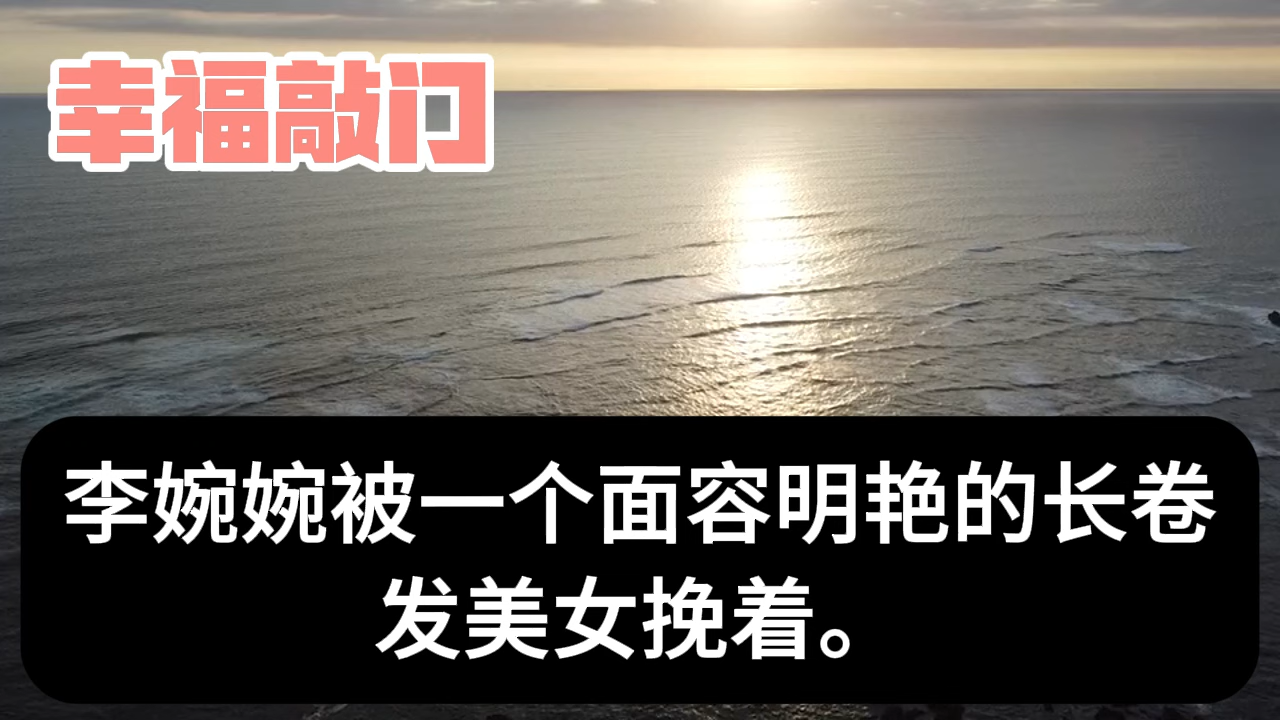 幸福敲门
李婉婉被一个面容明艳的长卷
发美女挽着。